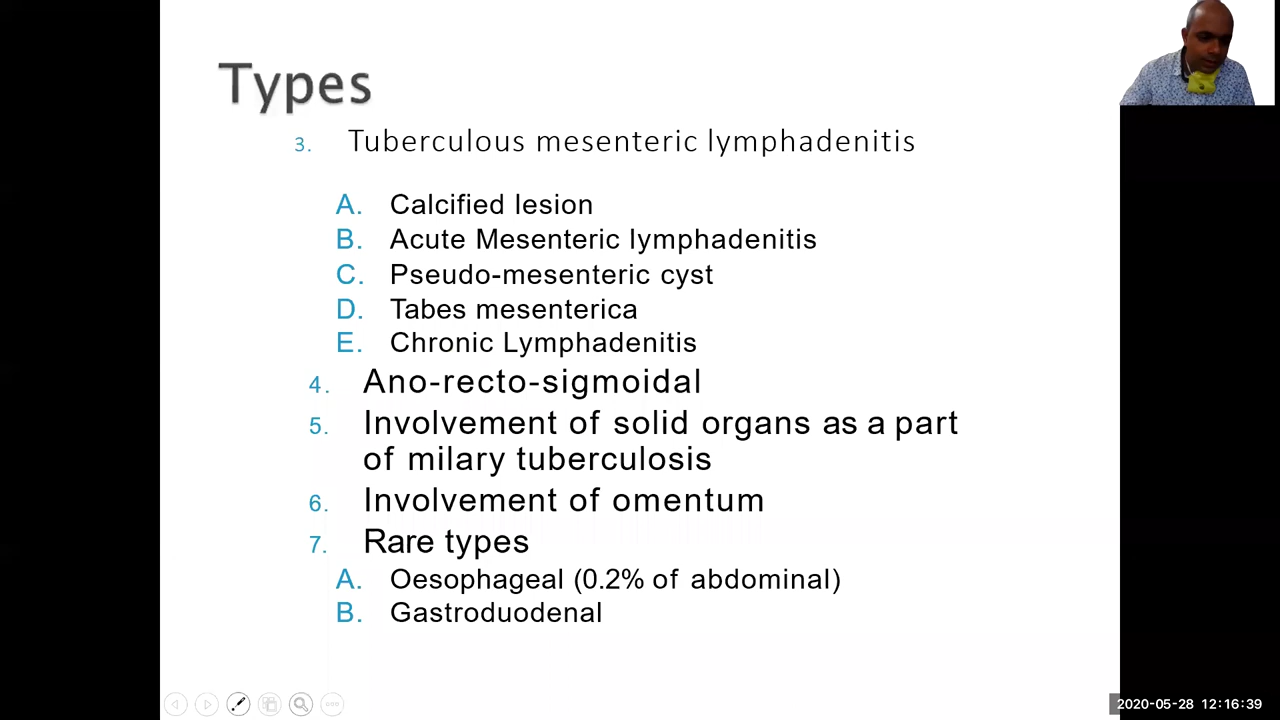 Types
3. Tuberculous mesenteric lymphadenitis
A. Calcified lesion
B. Acute Mesenteric lymphadenitis
C. Pseudo-mesenteric cyst
D. Tabes mesenterica
E. Chronic Lymphadenitis
4. Ano-recto-sigmoidal
5. Involvement of solid organs as a part
of milary tuberculosis
6. Involvement of omentum
7. Rare types
A. Oesophageal (0.2% of abdominal)
B. Gastroduodenal
2020-05-28 12:16:39